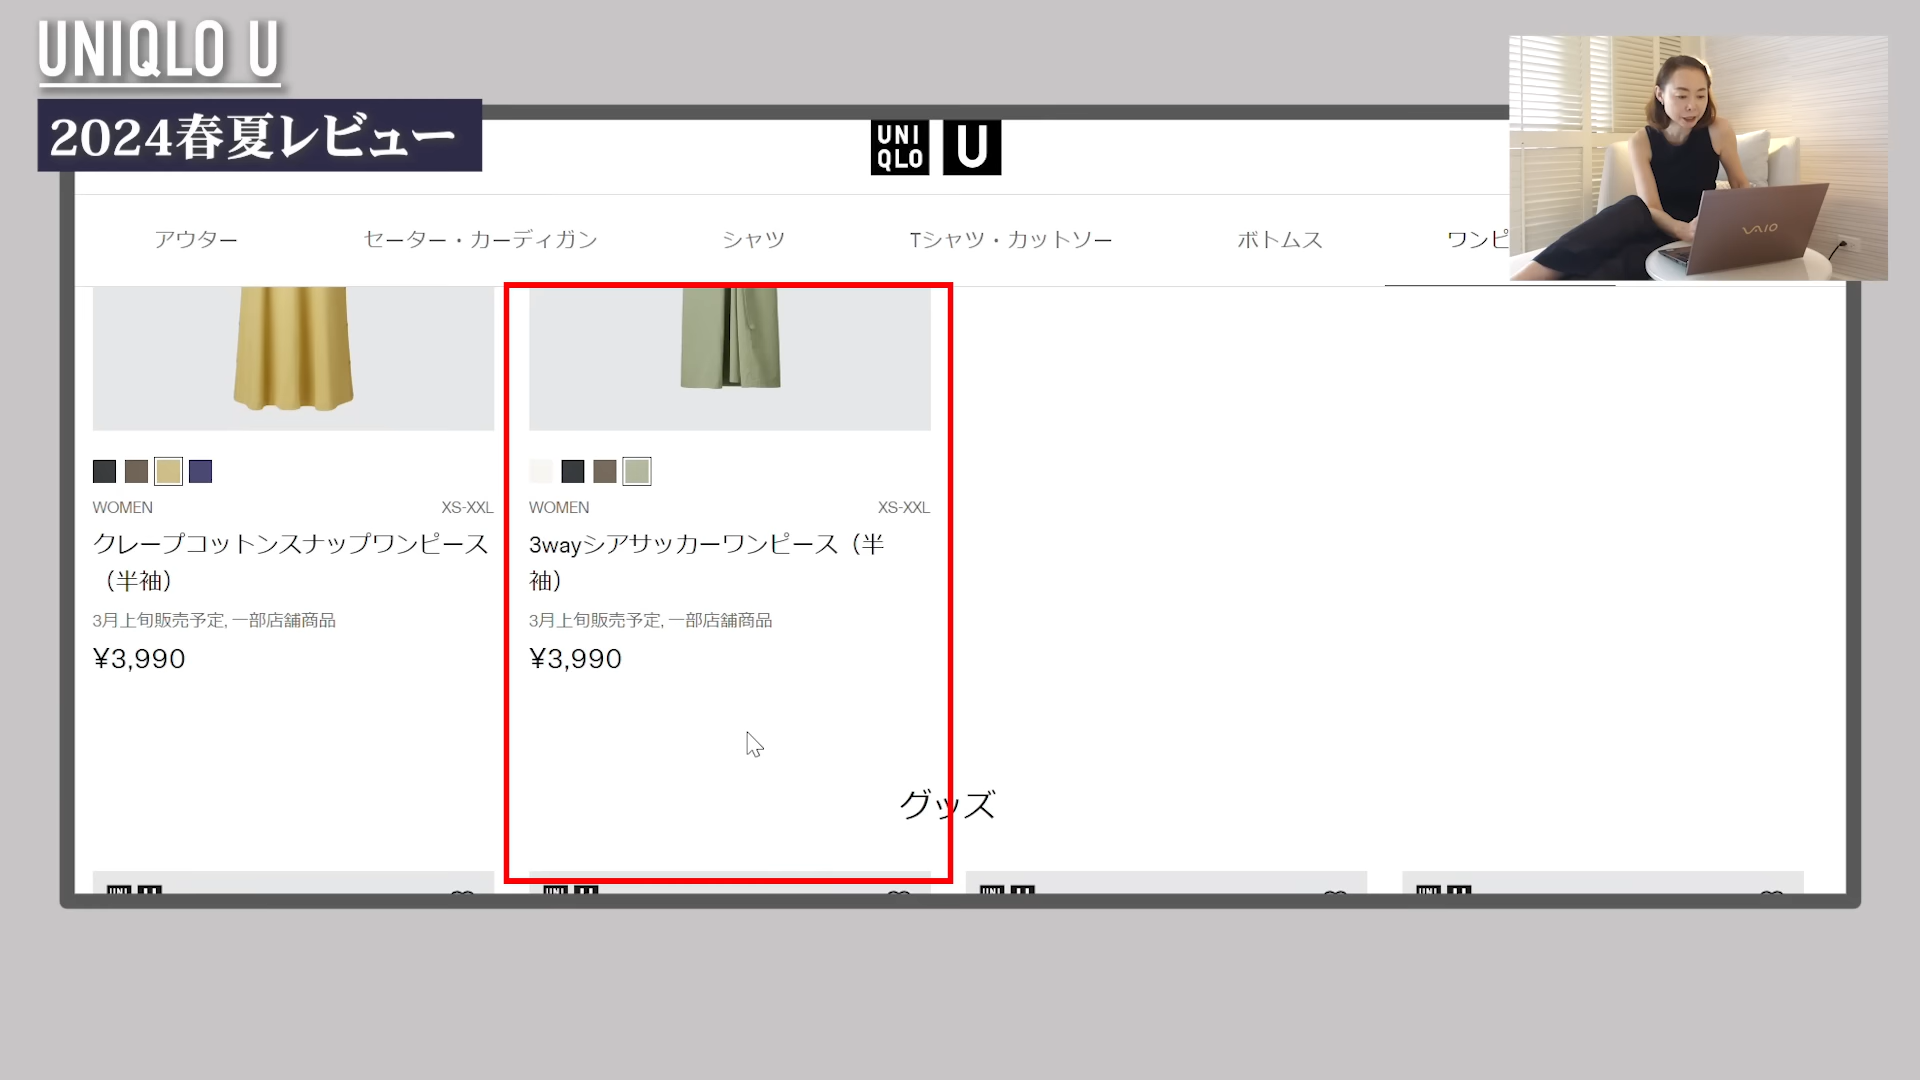 UNIQLO U
2024春夏レビュー
UNI
QLO
U
アウター
セーター・カーディガン
シャツ
Tシャツ・カットソー
ボトムス
ワンピ
VAIO
WOMEN
XS-XXL
クレープコットンスナップワンピース
（半袖）
3月上旬販売予定, 一部店舗商品
¥3,990
WOMEN
XS-XXL
3wayシアサッカーワンピース（半
袖）
3月上旬販売予定, 一部店舗商品
¥3,990
グッズ